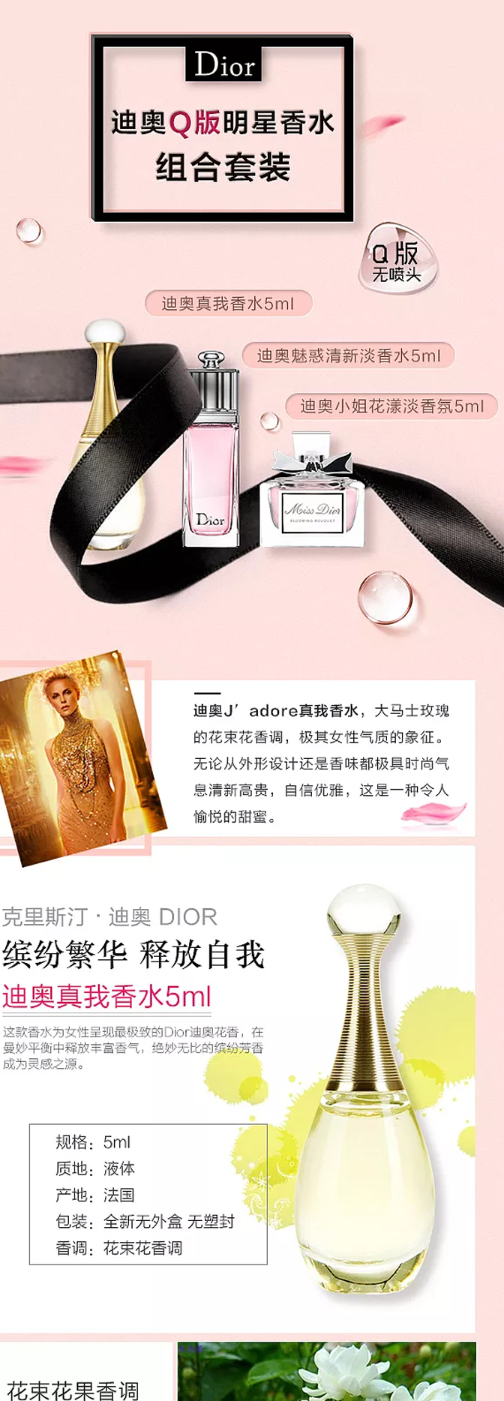 Dior
迪奥Q版明星香水
组合套装
Q版
无喷头
迪奥真我香水5ml
迪奥魅惑清新淡香水5ml
迪奥小姐花漾淡香氛5ml
Dior
Miss Dior
BLOOMING BOUQUET
迪奥J’adore真我香水，大马士玫瑰
的花束花香调，极其女性气质的象征。
无论从外形设计还是香味都极具时尚气
息清新高贵，自信优雅，这是一种令人
愉悦的甜蜜。
克里斯汀·迪奥 DIOR
缤纷繁华 释放自我
迪奥真我香水5ml
这款香水为女性呈现最极致的Dior迪奥花香，在
曼妙平衡中释放丰富香气，绝妙无比的缤纷芳香
成为灵感之源。
规格：5ml
质地：液体
产地：法国
包装：全新无外盒 无塑封
香调：花束花香调
花束花果香调